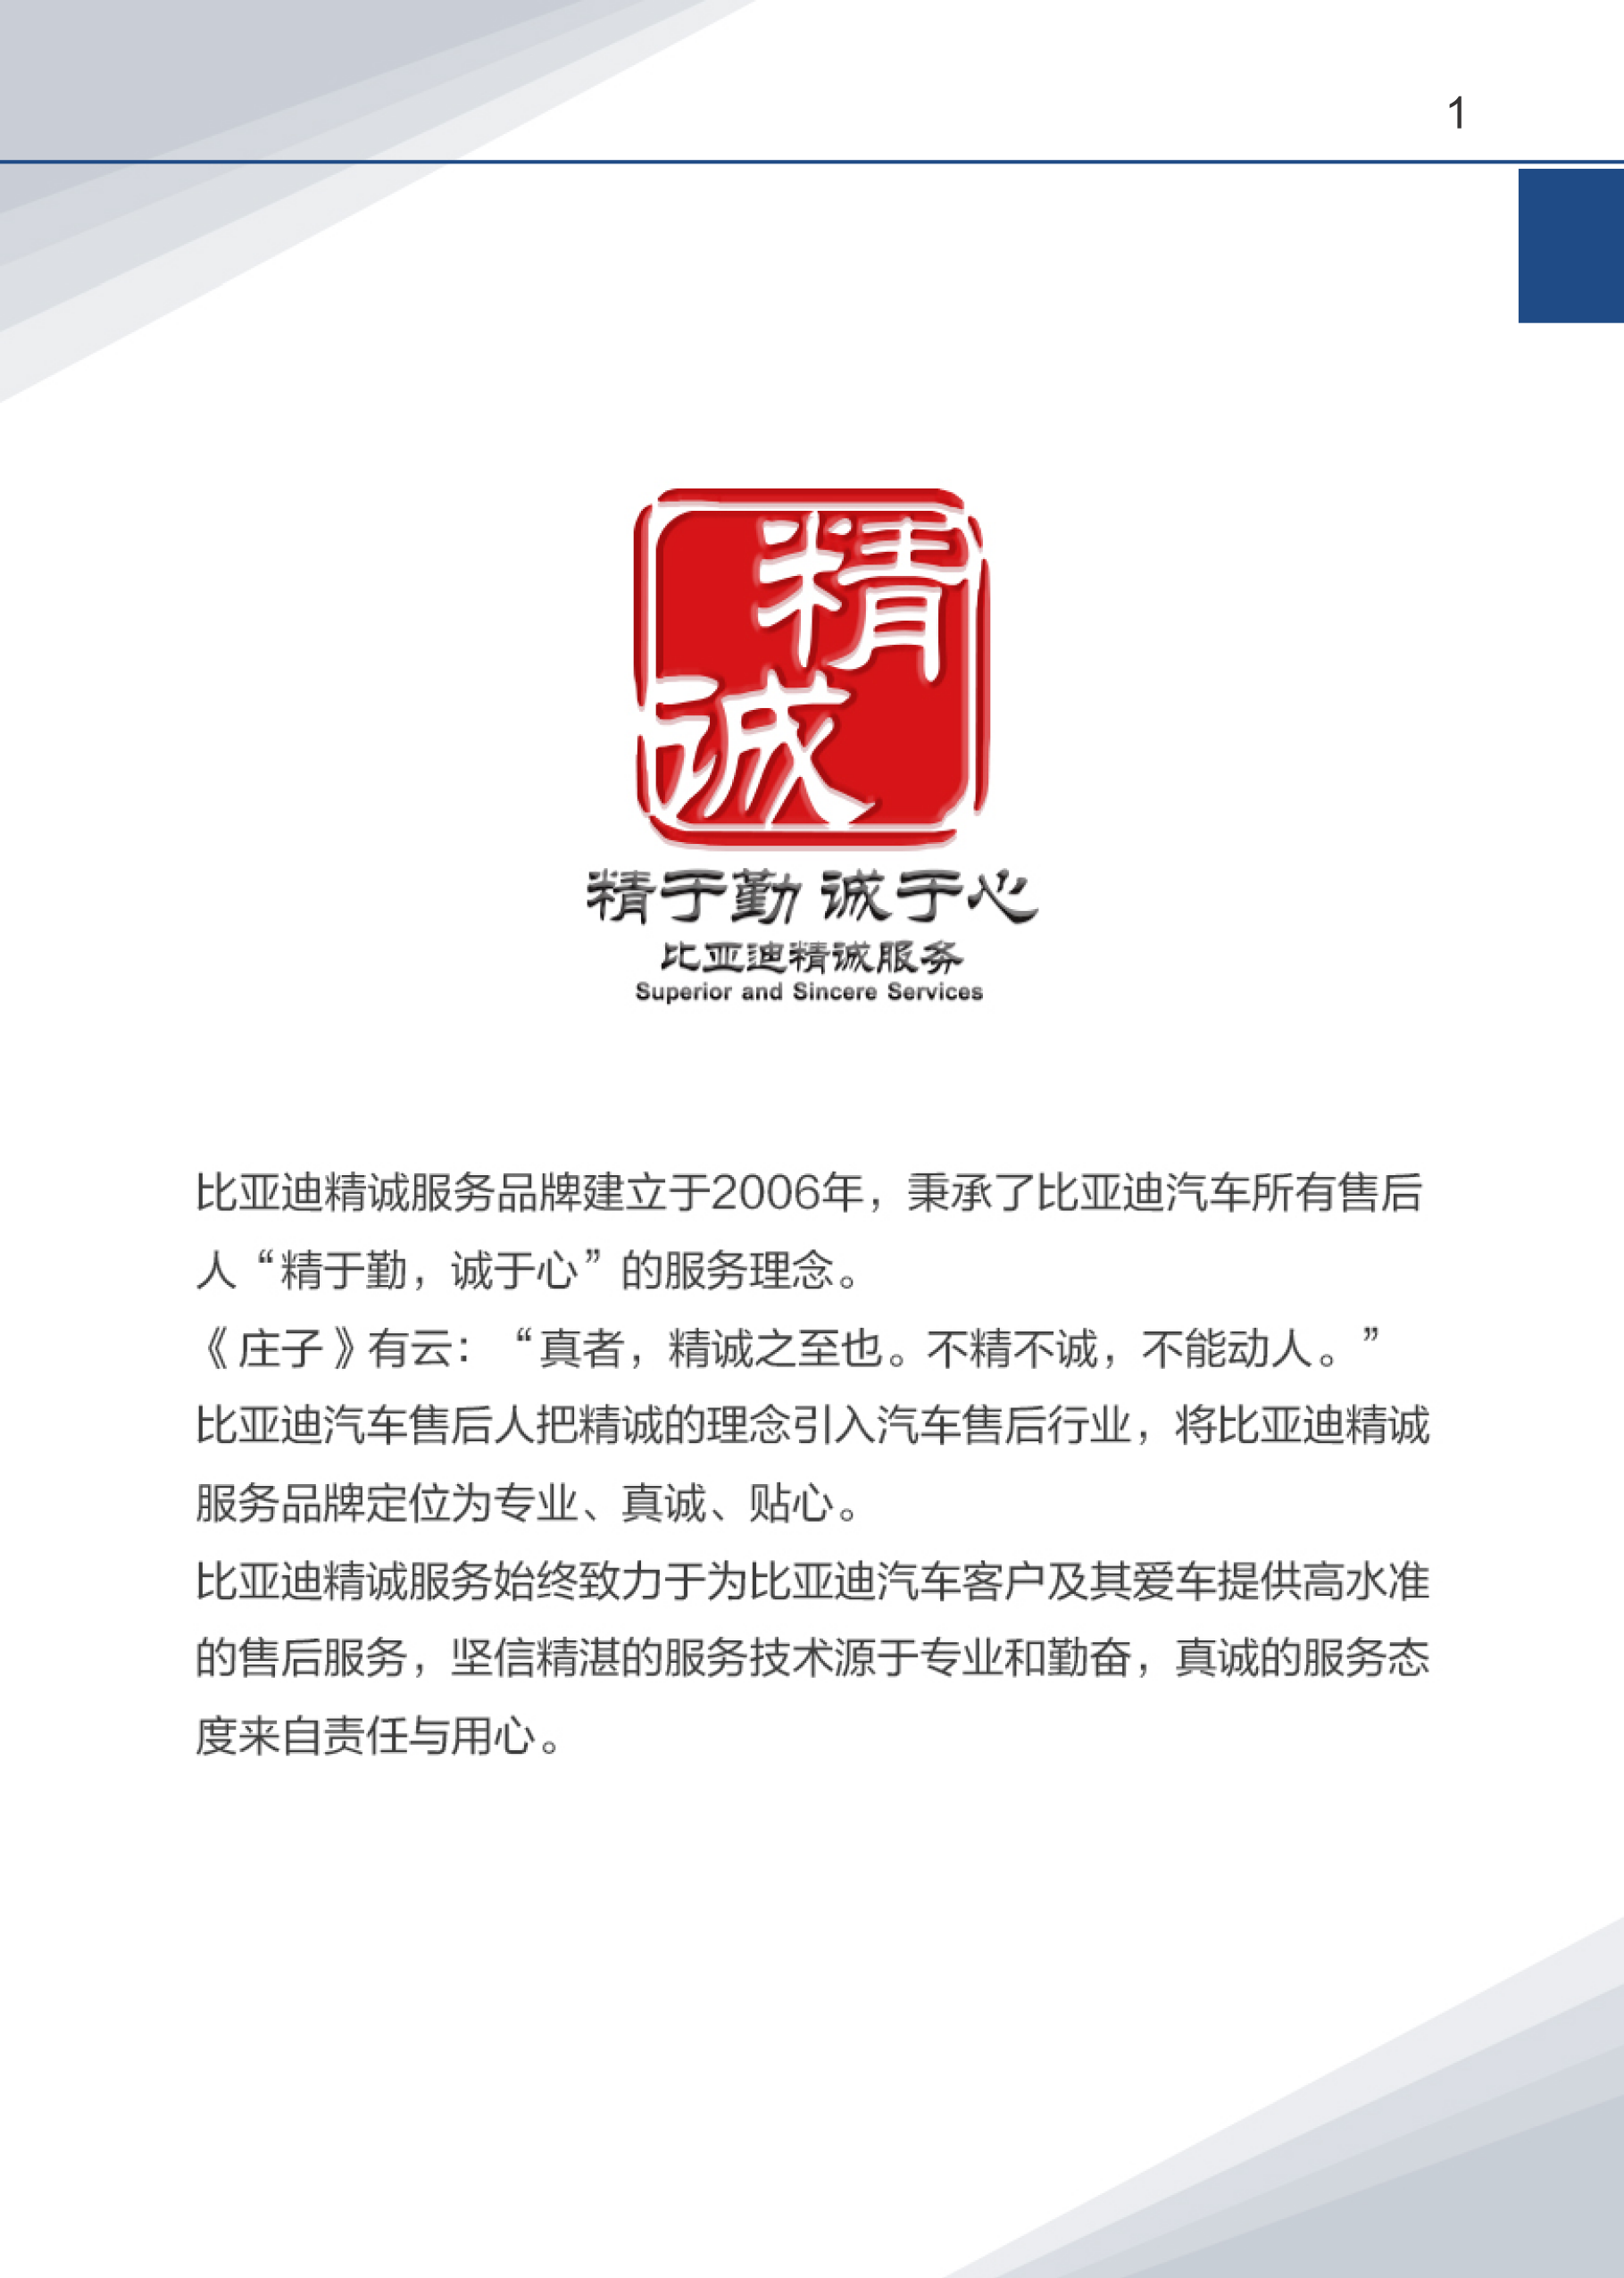 1
精
诚
精于勤 诚于心
比亚迪精诚服务
Superior and Sincere Services
比亚迪精诚服务品牌建立于2006年，秉承了比亚迪汽车所有售后
人“精于勤，诚于心”的服务理念。
《庄子》有云：“真者，精诚之至也。不精不诚，不能动人。”
比亚迪汽车售后人把精诚的理念引入汽车售后行业，将比亚迪精诚
服务品牌定位为专业、真诚、贴心。
比亚迪精诚服务始终致力于为比亚迪汽车客户及其爱车提供高水准
的售后服务，坚信精湛的服务技术源于专业和勤奋，真诚的服务态
度来自责任与用心。